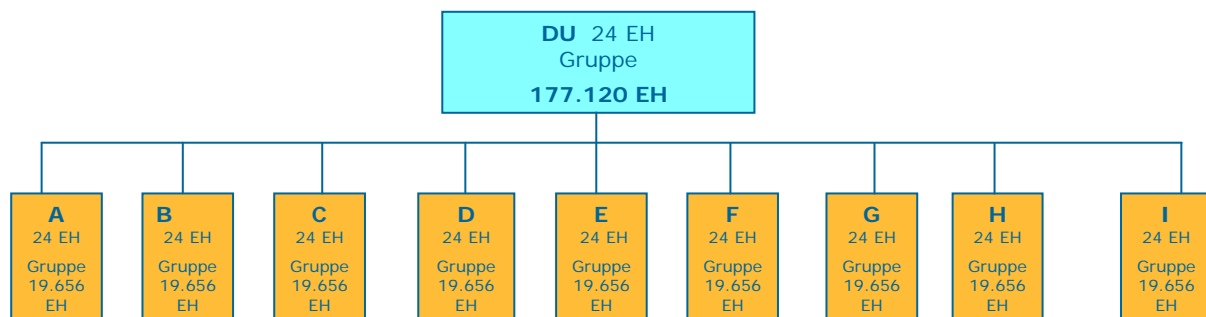 DU 24 EH
Gruppe
177.120 EH
A
24 EH
Gruppe
19.656
EH
B
24 EH
Gruppe
19.656
EH
C
24 EH
Gruppe
19.656
EH
D
24 EH
Gruppe
19.656
EH
E
24 EH
Gruppe
19.656
EH
F
24 EH
Gruppe
19.656
EH
G
24 EH
Gruppe
19.656
EH
H
24 EH
Gruppe
19.656
EH
I
24 EH
Gruppe
19.656
EH